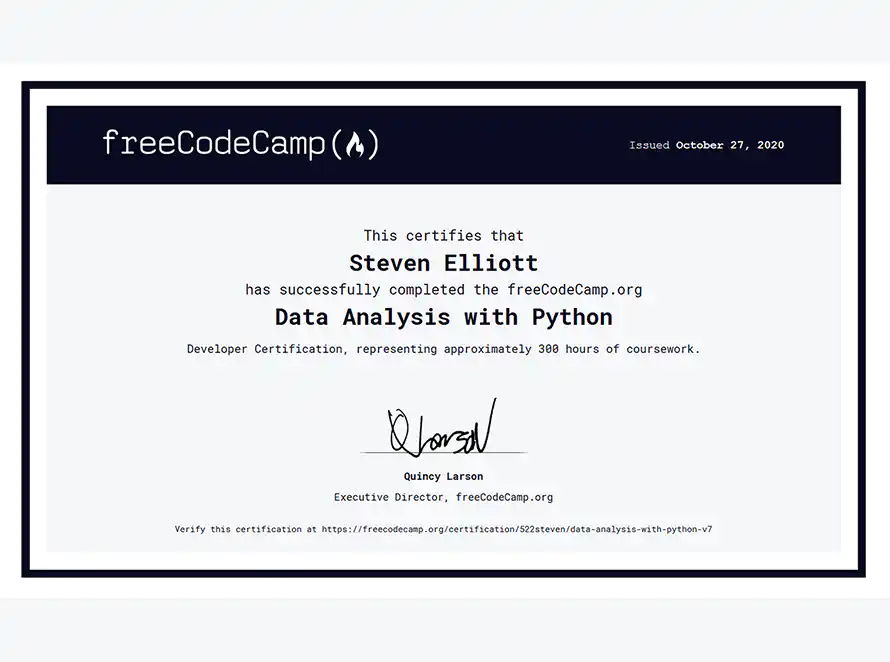 freeCodeCamp(🔥)
Issued October 27, 2020
This certifies that
Steven Elliott
has successfully completed the freeCodeCamp.org
Data Analysis with Python
Developer Certification, representing approximately 300 hours of coursework.
QLarson
Quincy Larson
Executive Director, freeCodeCamp.org
Verify this certification at https://freecodecamp.org/certification/522steven/data-analysis-with-python-v7